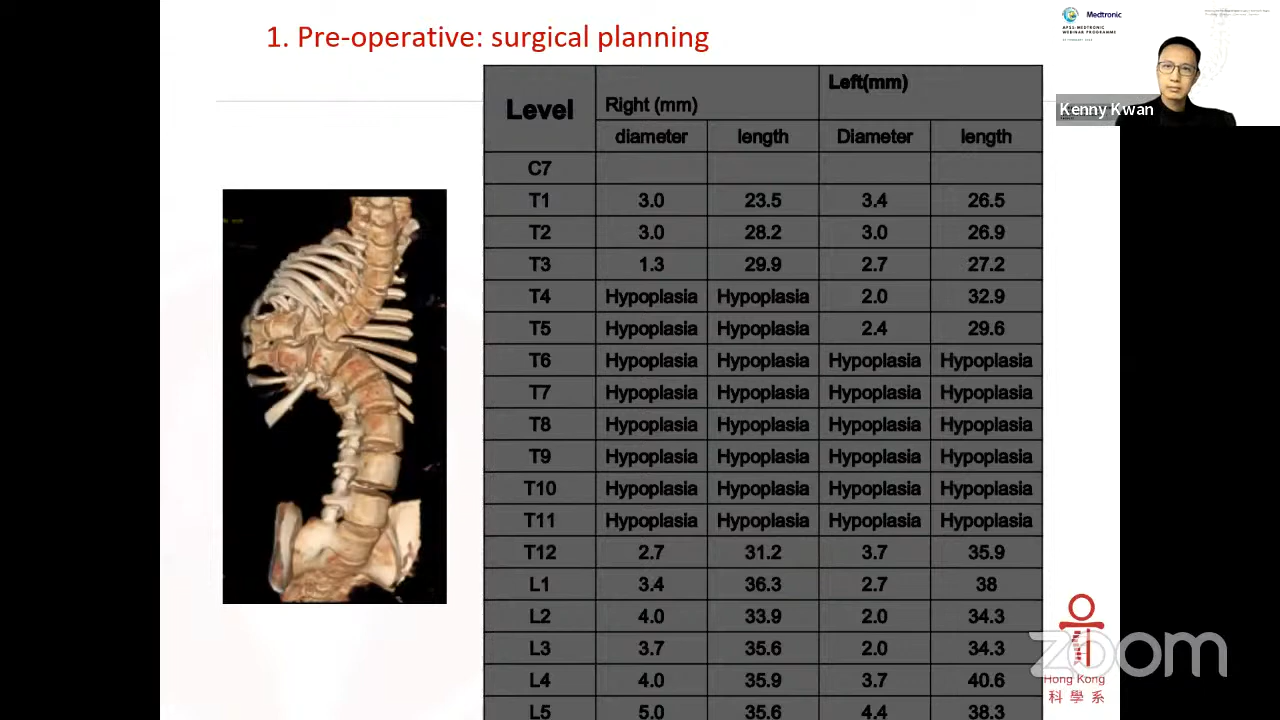 1. Pre-operative: surgical planning
Medtronic
APSS-MEDTRONIC
WEBINAR PROGRAMME
Kenny Kwan
Level Right (mm) Left(mm)
diameter length Diameter length
C7
T1 3.0 23.5 3.4 26.5
T2 3.0 28.2 3.0 26.9
T3 1.3 29.9 2.7 27.2
T4 Hypoplasia Hypoplasia 2.0 32.9
T5 Hypoplasia Hypoplasia 2.4 29.6
T6 Hypoplasia Hypoplasia Hypoplasia Hypoplasia
T7 Hypoplasia Hypoplasia Hypoplasia Hypoplasia
T8 Hypoplasia Hypoplasia Hypoplasia Hypoplasia
T9 Hypoplasia Hypoplasia Hypoplasia Hypoplasia
T10 Hypoplasia Hypoplasia Hypoplasia Hypoplasia
T11 Hypoplasia Hypoplasia Hypoplasia Hypoplasia
T12 2.7 31.2 3.7 35.9
L1 3.4 36.3 2.7 38
L2 4.0 33.9 2.0 34.3
L3 3.7 35.6 2.0 34.3
L4 4.0 35.9 3.7 40.6
L5 5.0 35.6 4.4 38.3
zoom
Hong Kong
科學系